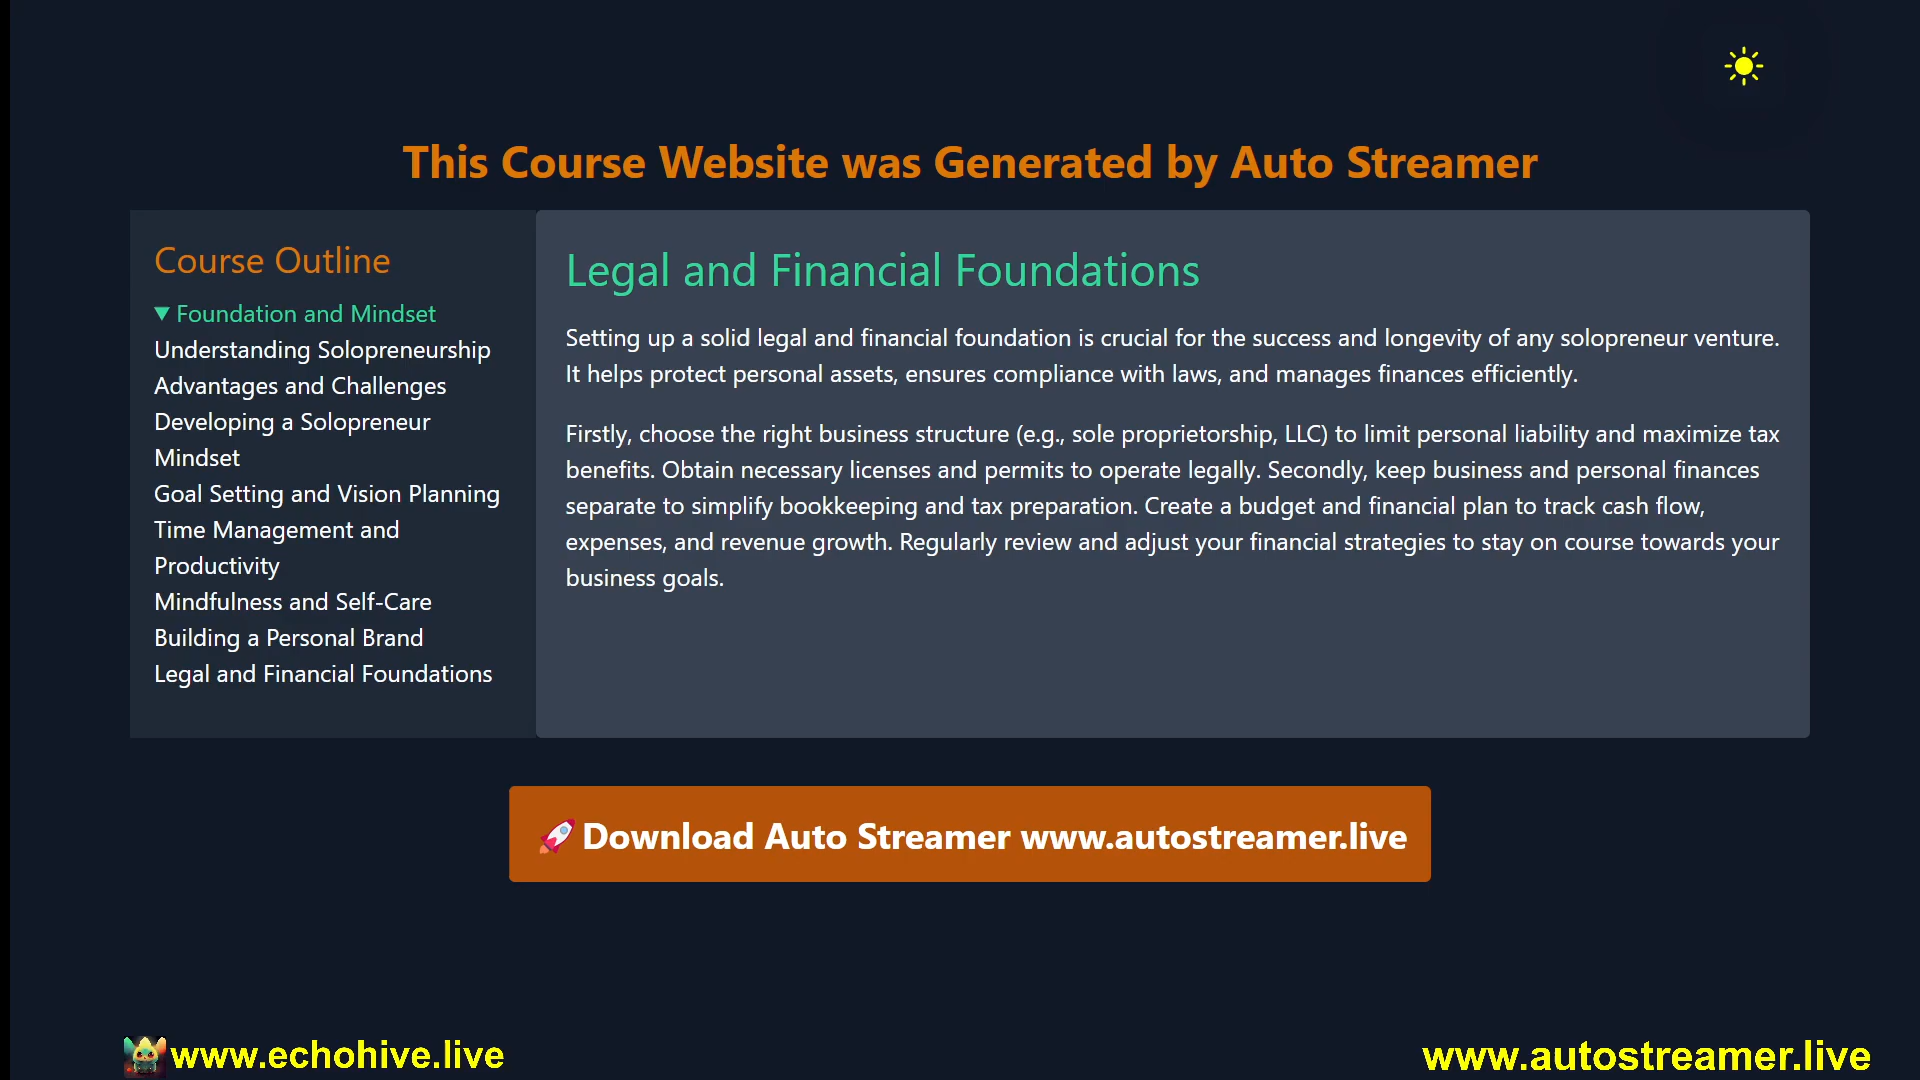 This Course Website was Generated by Auto Streamer
Course Outline
▼ Foundation and Mindset
Understanding Solopreneurship
Advantages and Challenges
Developing a Solopreneur
Mindset
Goal Setting and Vision Planning
Time Management and
Productivity
Mindfulness and Self-Care
Building a Personal Brand
Legal and Financial Foundations
Legal and Financial Foundations
Setting up a solid legal and financial foundation is crucial for the success and longevity of any solopreneur venture.
It helps protect personal assets, ensures compliance with laws, and manages finances efficiently.
Firstly, choose the right business structure (e.g., sole proprietorship, LLC) to limit personal liability and maximize tax
benefits. Obtain necessary licenses and permits to operate legally. Secondly, keep business and personal finances
separate to simplify bookkeeping and tax preparation. Create a budget and financial plan to track cash flow,
expenses, and revenue growth. Regularly review and adjust your financial strategies to stay on course towards your
business goals.
🚀Download Auto Streamer www.autostreamer.live
www.echohive.live
www.autostreamer.live